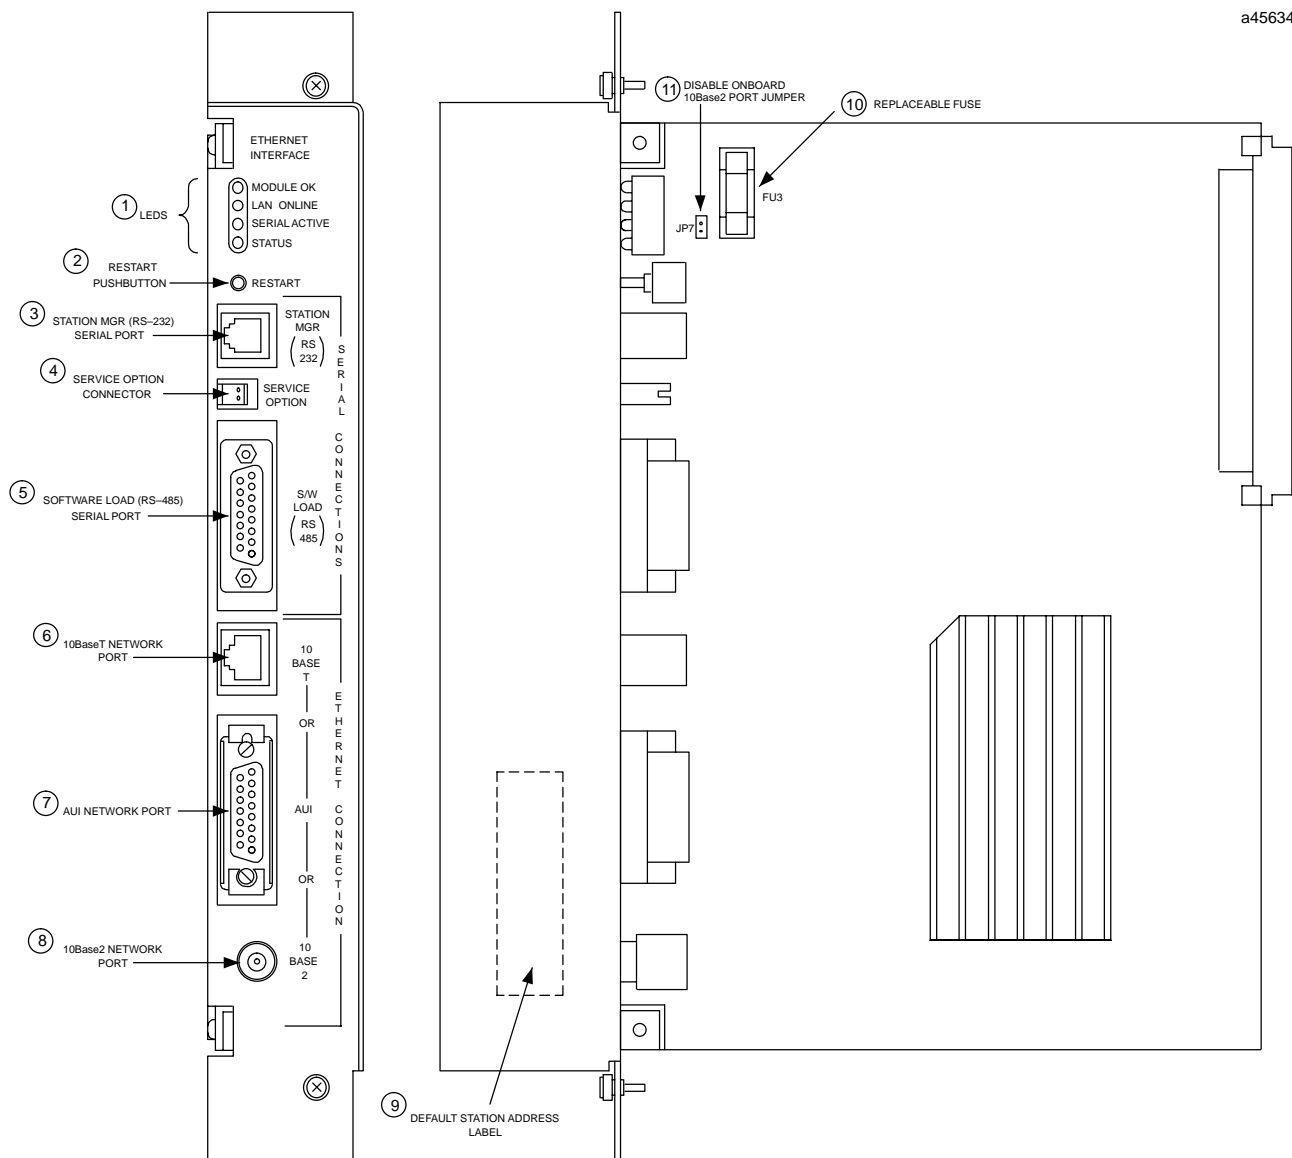 a45634
11 DISABLE ONBOARD
10Base2 PORT JUMPER
10 REPLACEABLE FUSE
FU3
JP7
ETHERNET
INTERFACE
1 LEDS
MODULE OK
LAN ONLINE
SERIAL ACTIVE
STATUS
2 RESTART
PUSHBUTTON
RESTART
3 STATION MGR (RS–232)
SERIAL PORT
STATION
MGR
(RS
232)
4 SERVICE OPTION
CONNECTOR
SERVICE
OPTION
SERIAL CONNECTIONS
5 SOFTWARE LOAD (RS–485)
SERIAL PORT
S/W
LOAD
(RS
485)
6 10BaseT NETWORK
PORT
10
BASE
T
OR
ETHERNET CONNECTION
7 AUI NETWORK PORT
AUI
OR
8 10Base2 NETWORK
PORT
10
BASE
2
9 DEFAULT STATION ADDRESS
LABEL